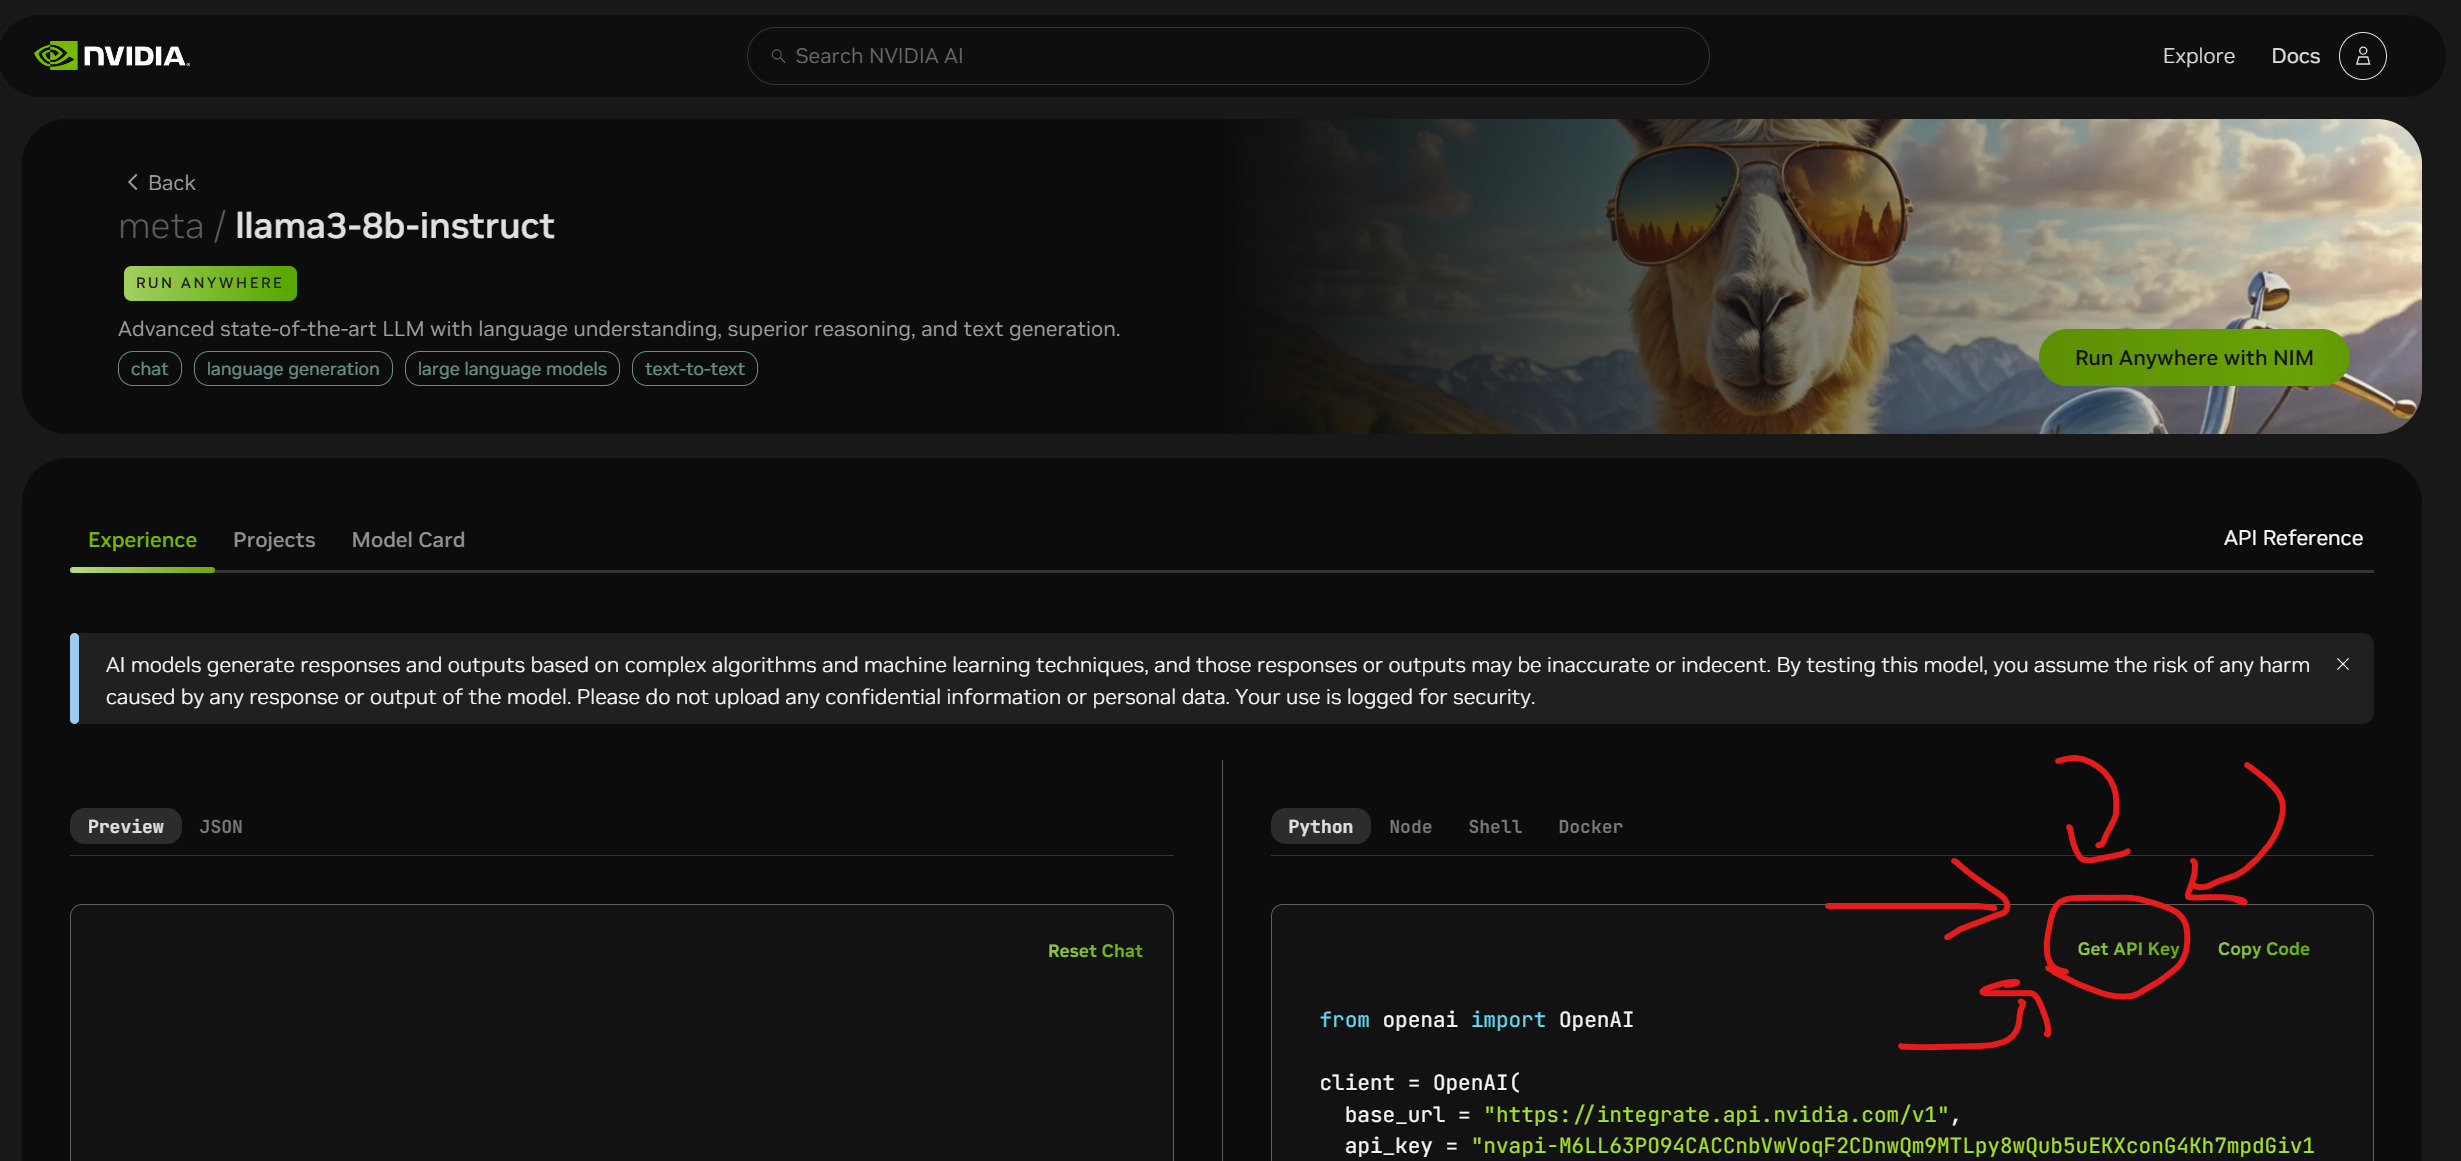 NVIDIA
Search NVIDIA AI
Explore
Docs
Back
meta / llama3-8b-instruct
RUN ANYWHERE
Advanced state-of-the-art LLM with language understanding, superior reasoning, and text generation.
chat
language generation
large language models
text-to-text
Run Anywhere with NIM
Experience
Projects
Model Card
API Reference
AI models generate responses and outputs based on complex algorithms and machine learning techniques, and those responses or outputs may be inaccurate or indecent. By testing this model, you assume the risk of any harm
caused by any response or output of the model. Please do not upload any confidential information or personal data. Your use is logged for security.
Preview
JSON
Reset Chat
Python
Node
Shell
Docker
Get API Key
Copy Code
from openai import OpenAI
client = OpenAI(
base_url = "https://integrate.api.nvidia.com/v1",
api_key = "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